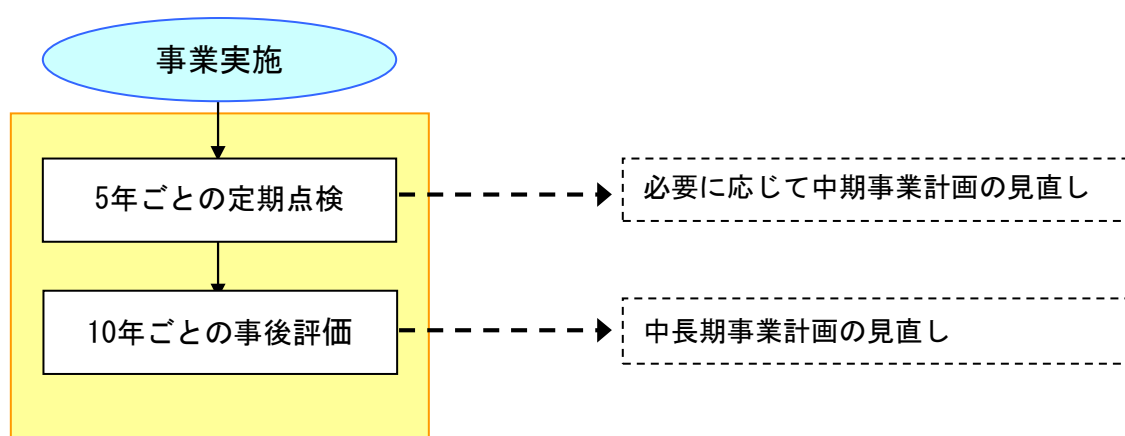 事業実施
5年ごとの定期点検
必要に応じて中期事業計画の見直し
10年ごとの事後評価
中長期事業計画の見直し